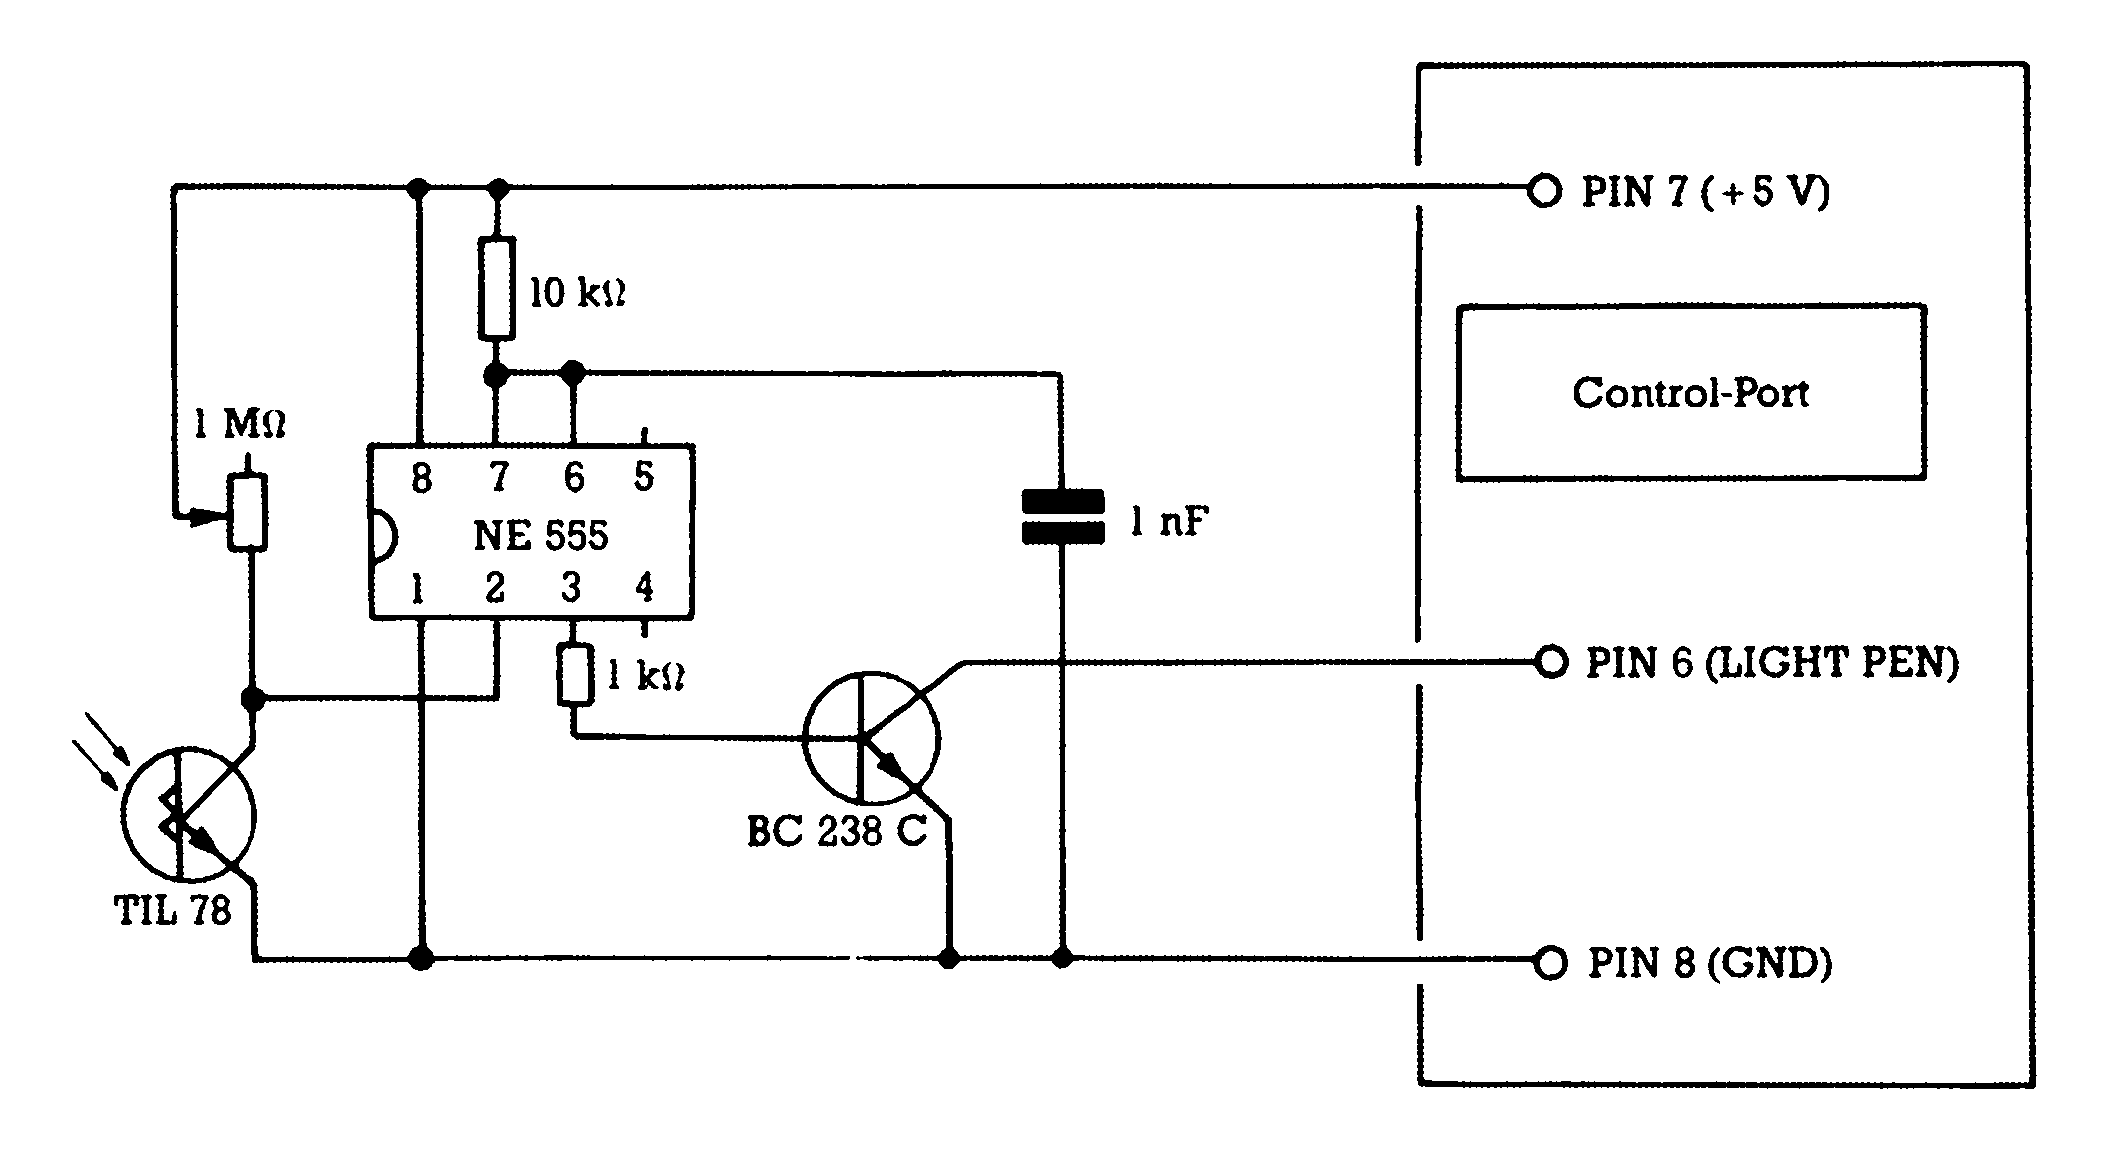 PIN 7 (+5 V)
10 kΩ
Control-Port
1 MΩ
8 7 6 5
NE 555
1 nF
1 2 3 4
1 kΩ
PIN 6 (LIGHT PEN)
BC 238 C
TIL 78
PIN 8 (GND)